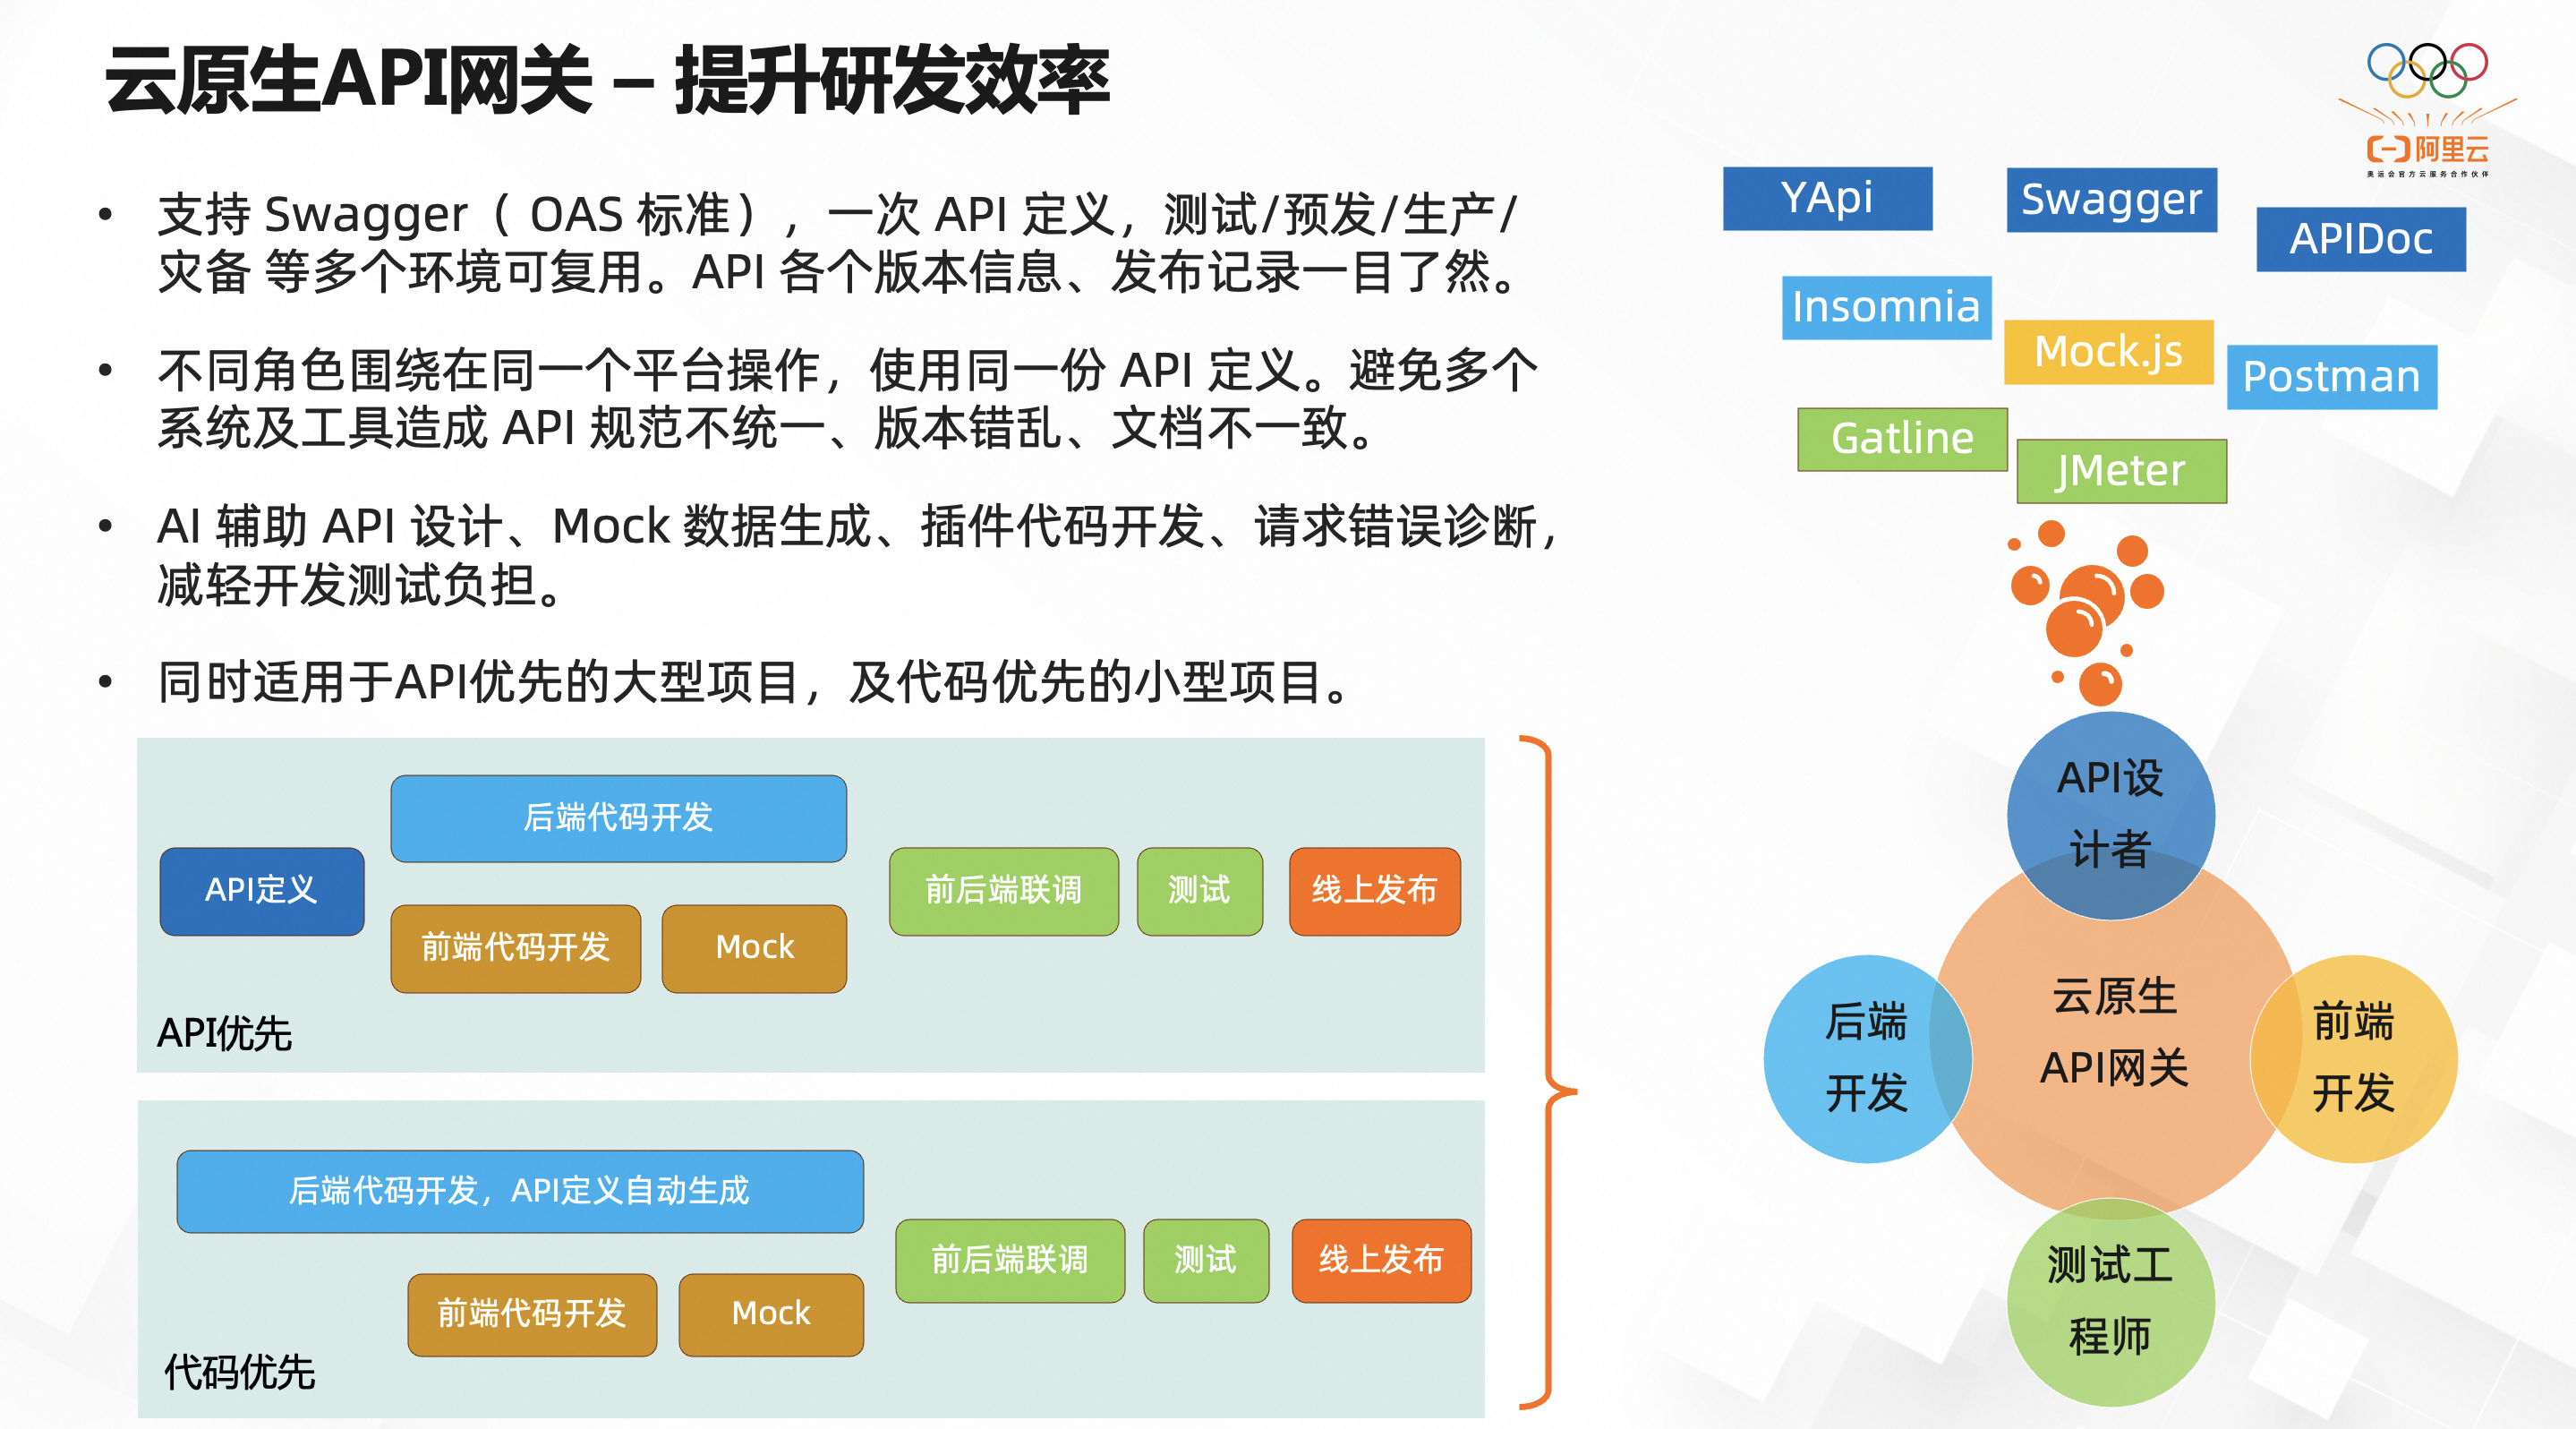 云原生API网关 – 提升研发效率
阿里云
奥运会官方云服务合作伙伴
• 支持 Swagger（ OAS 标准），一次 API 定义，测试/预发/生产/
灾备 等多个环境可复用。API 各个版本信息、发布记录一目了然。
• 不同角色围绕在同一个平台操作，使用同一份 API 定义。避免多个
系统及工具造成 API 规范不统一、版本错乱、文档不一致。
• AI 辅助 API 设计、Mock 数据生成、插件代码开发、请求错误诊断，
减轻开发测试负担。
• 同时适用于API优先的大型项目，及代码优先的小型项目。
后端代码开发
API定义
前端代码开发
Mock
前后端联调
测试
线上发布
API优先
后端代码开发，API定义自动生成
前端代码开发
Mock
前后端联调
测试
线上发布
代码优先
YApi
Swagger
APIDoc
Insomnia
Mock.js
Postman
Gatline
JMeter
API设
计者
后端
开发
云原生
API网关
前端
开发
测试工
程师